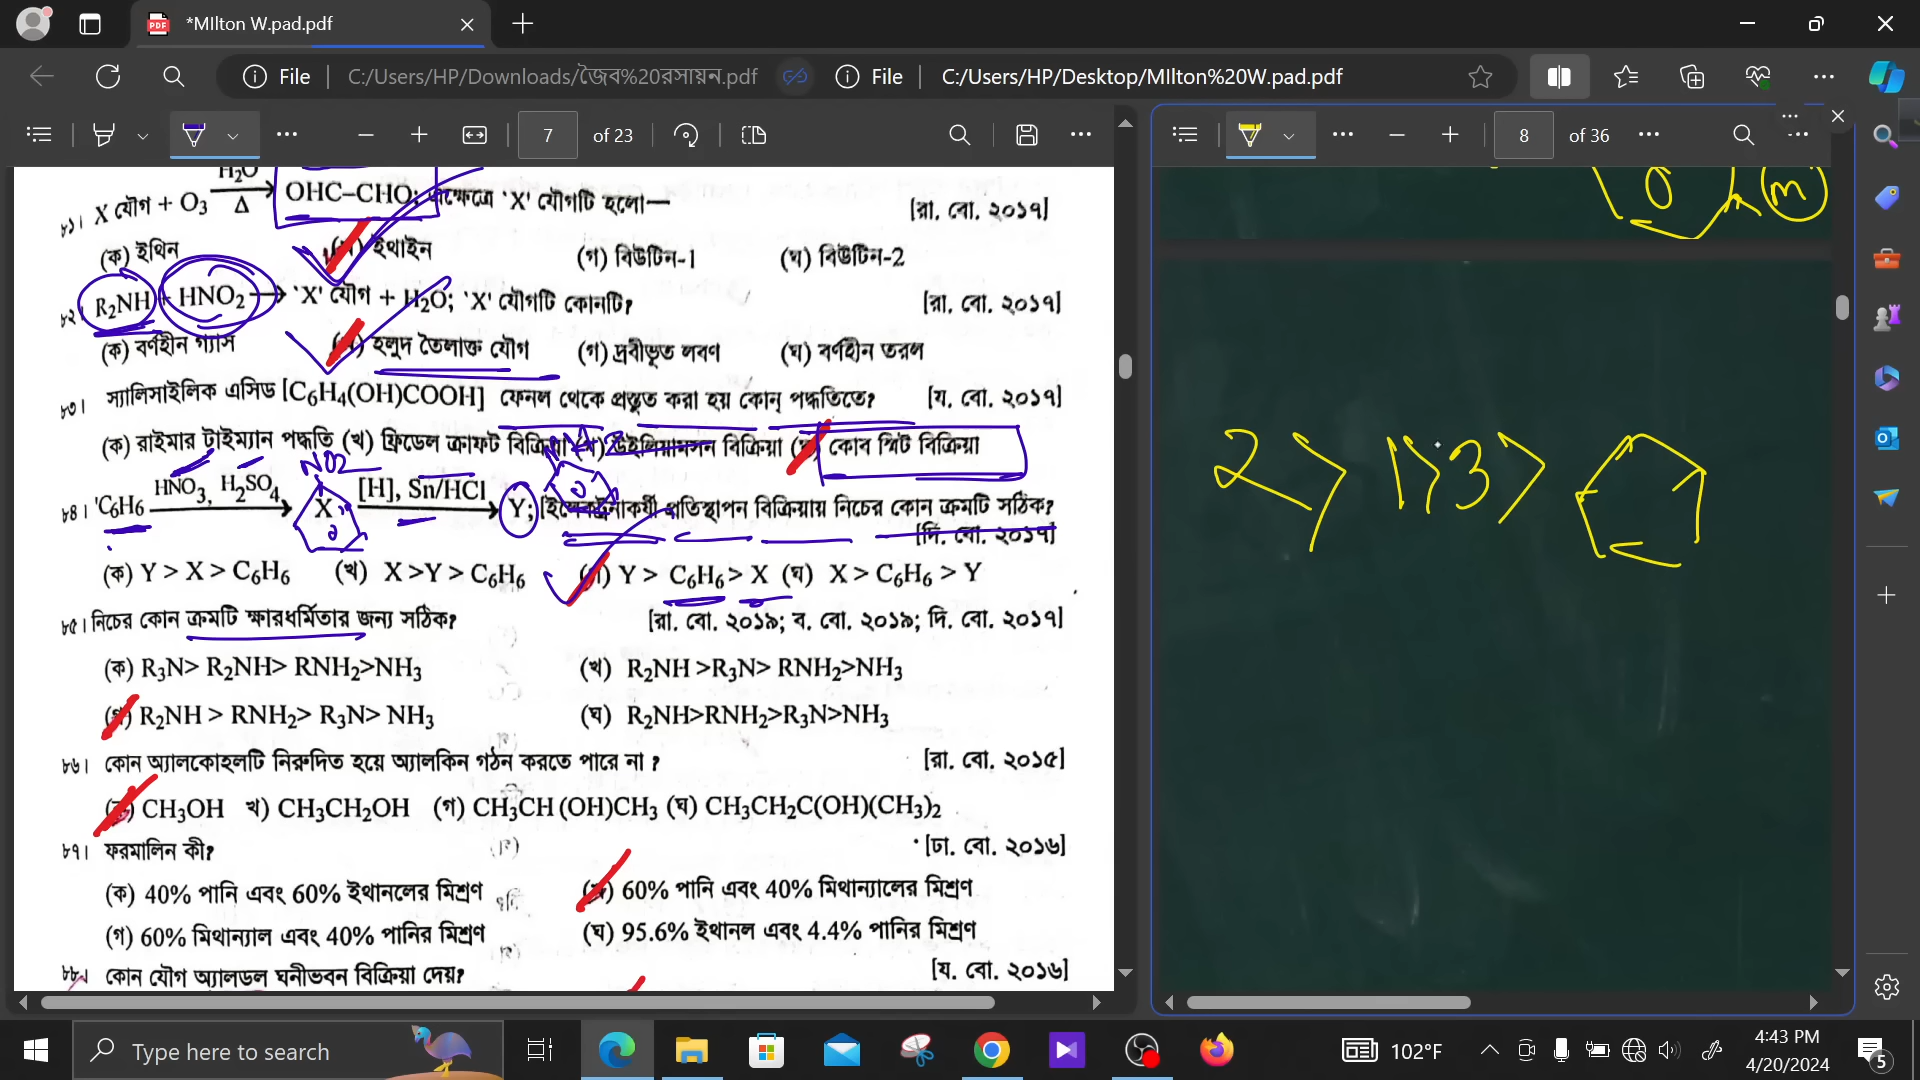 *MIlton W.pad.pdf
File C:/Users/HP/Downloads/জৈব%20রসায়ন.pdf File C:/Users/HP/Desktop/MIlton%20W.pad.pdf
7 of 23 8 of 36
H₂O
৮১। X যৌগ + O₃ → OHC–CHO; এক্ষেত্রে 'X' যৌগটি হলো— [রা. বো. ২০১৭]
Δ
(ক) ইথিন ইথাইন (গ) বিউটিন-1 (ঘ) বিউটিন-2
৮২। R₂NH + HNO₂ → 'X' যৌগ + H₂O; 'X' যৌগটি কোনটি? [রা. বো. ২০১৭]
(ক) বর্ণহীন গ্যাস হলুদ তৈলাক্ত যৌগ (গ) দ্রবীভূত লবণ (ঘ) বর্ণহীন তরল
৮৩। স্যালিসাইলিক এসিড [C₆H₄(OH)COOH] ফেনল থেকে প্রস্তুত করা হয় কোন্ পদ্ধতিতে? [য. বো. ২০১৭]
(ক) রাইমার ট্রাইম্যান পদ্ধতি (খ) ফ্রিডেল ক্রাফট বিক্রিয়া উইলিয়ামসন বিক্রিয়া কোব স্মিট বিক্রিয়া
NO2
HNO₃, H₂SO₄ [H], Sn/HCl
৮৪। 'C₆H₆ → X → Y; [ইলেকট্রনাকর্ষী প্রতিস্থাপন বিক্রিয়ায় নিচের কোন ক্রমটি সঠিক?
[দি. বো. ২০১৭]
(ক) Y > X > C₆H₆ (খ) X >Y > C₆H₆ Y > C₆H₆ > X (ঘ) X > C₆H₆ > Y
৮৫। নিচের কোন ক্রমটি ক্ষারধর্মিতার জন্য সঠিক? [রা. বো. ২০১৯; ব. বো. ২০১৯; দি. বো. ২০১৭]
(ক) R₃N> R₂NH> RNH₂>NH₃ (খ) R₂NH >R₃N> RNH₂>NH₃
(গ) R₂NH > RNH₂> R₃N> NH₃ (ঘ) R₂NH>RNH₂>R₃N>NH₃
৮৬। কোন অ্যালকোহলটি নিরুদিত হয়ে অ্যালকিন গঠন করতে পারে না ? [রা. বো. ২০১৫]
(ক) CH₃OH খ) CH₃CH₂OH (গ) CH₃CH (OH)CH₃ (ঘ) CH₃CH₂C(OH)(CH₃)₂
৮৭। ফরমালিন কী? [ঢা. বো. ২০১৬]
(ক) 40% পানি এবং 60% ইথানলের মিশ্রণ 60% পানি এবং 40% মিথান্যালের মিশ্রণ
(গ) 60% মিথান্যাল এবং 40% পানির মিশ্রণ (ঘ) 95.6% ইথানল এবং 4.4% পানির মিশ্রণ
৮৮। কোন যৌগ অ্যালডল ঘনীভবন বিক্রিয়া দেয়? [য. বো. ২০১৬]
m
2 > 1 > 3 >
Type here to search
102°F
4:43 PM
4/20/2024
5